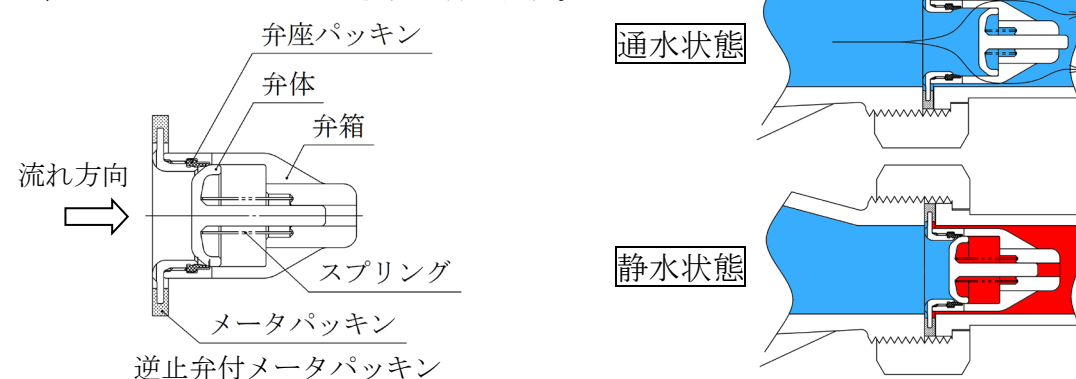 弁座パッキン
弁体
弁箱
流れ方向
スプリング
メータパッキン
逆止弁付メータパッキン
通水状態
静水状態